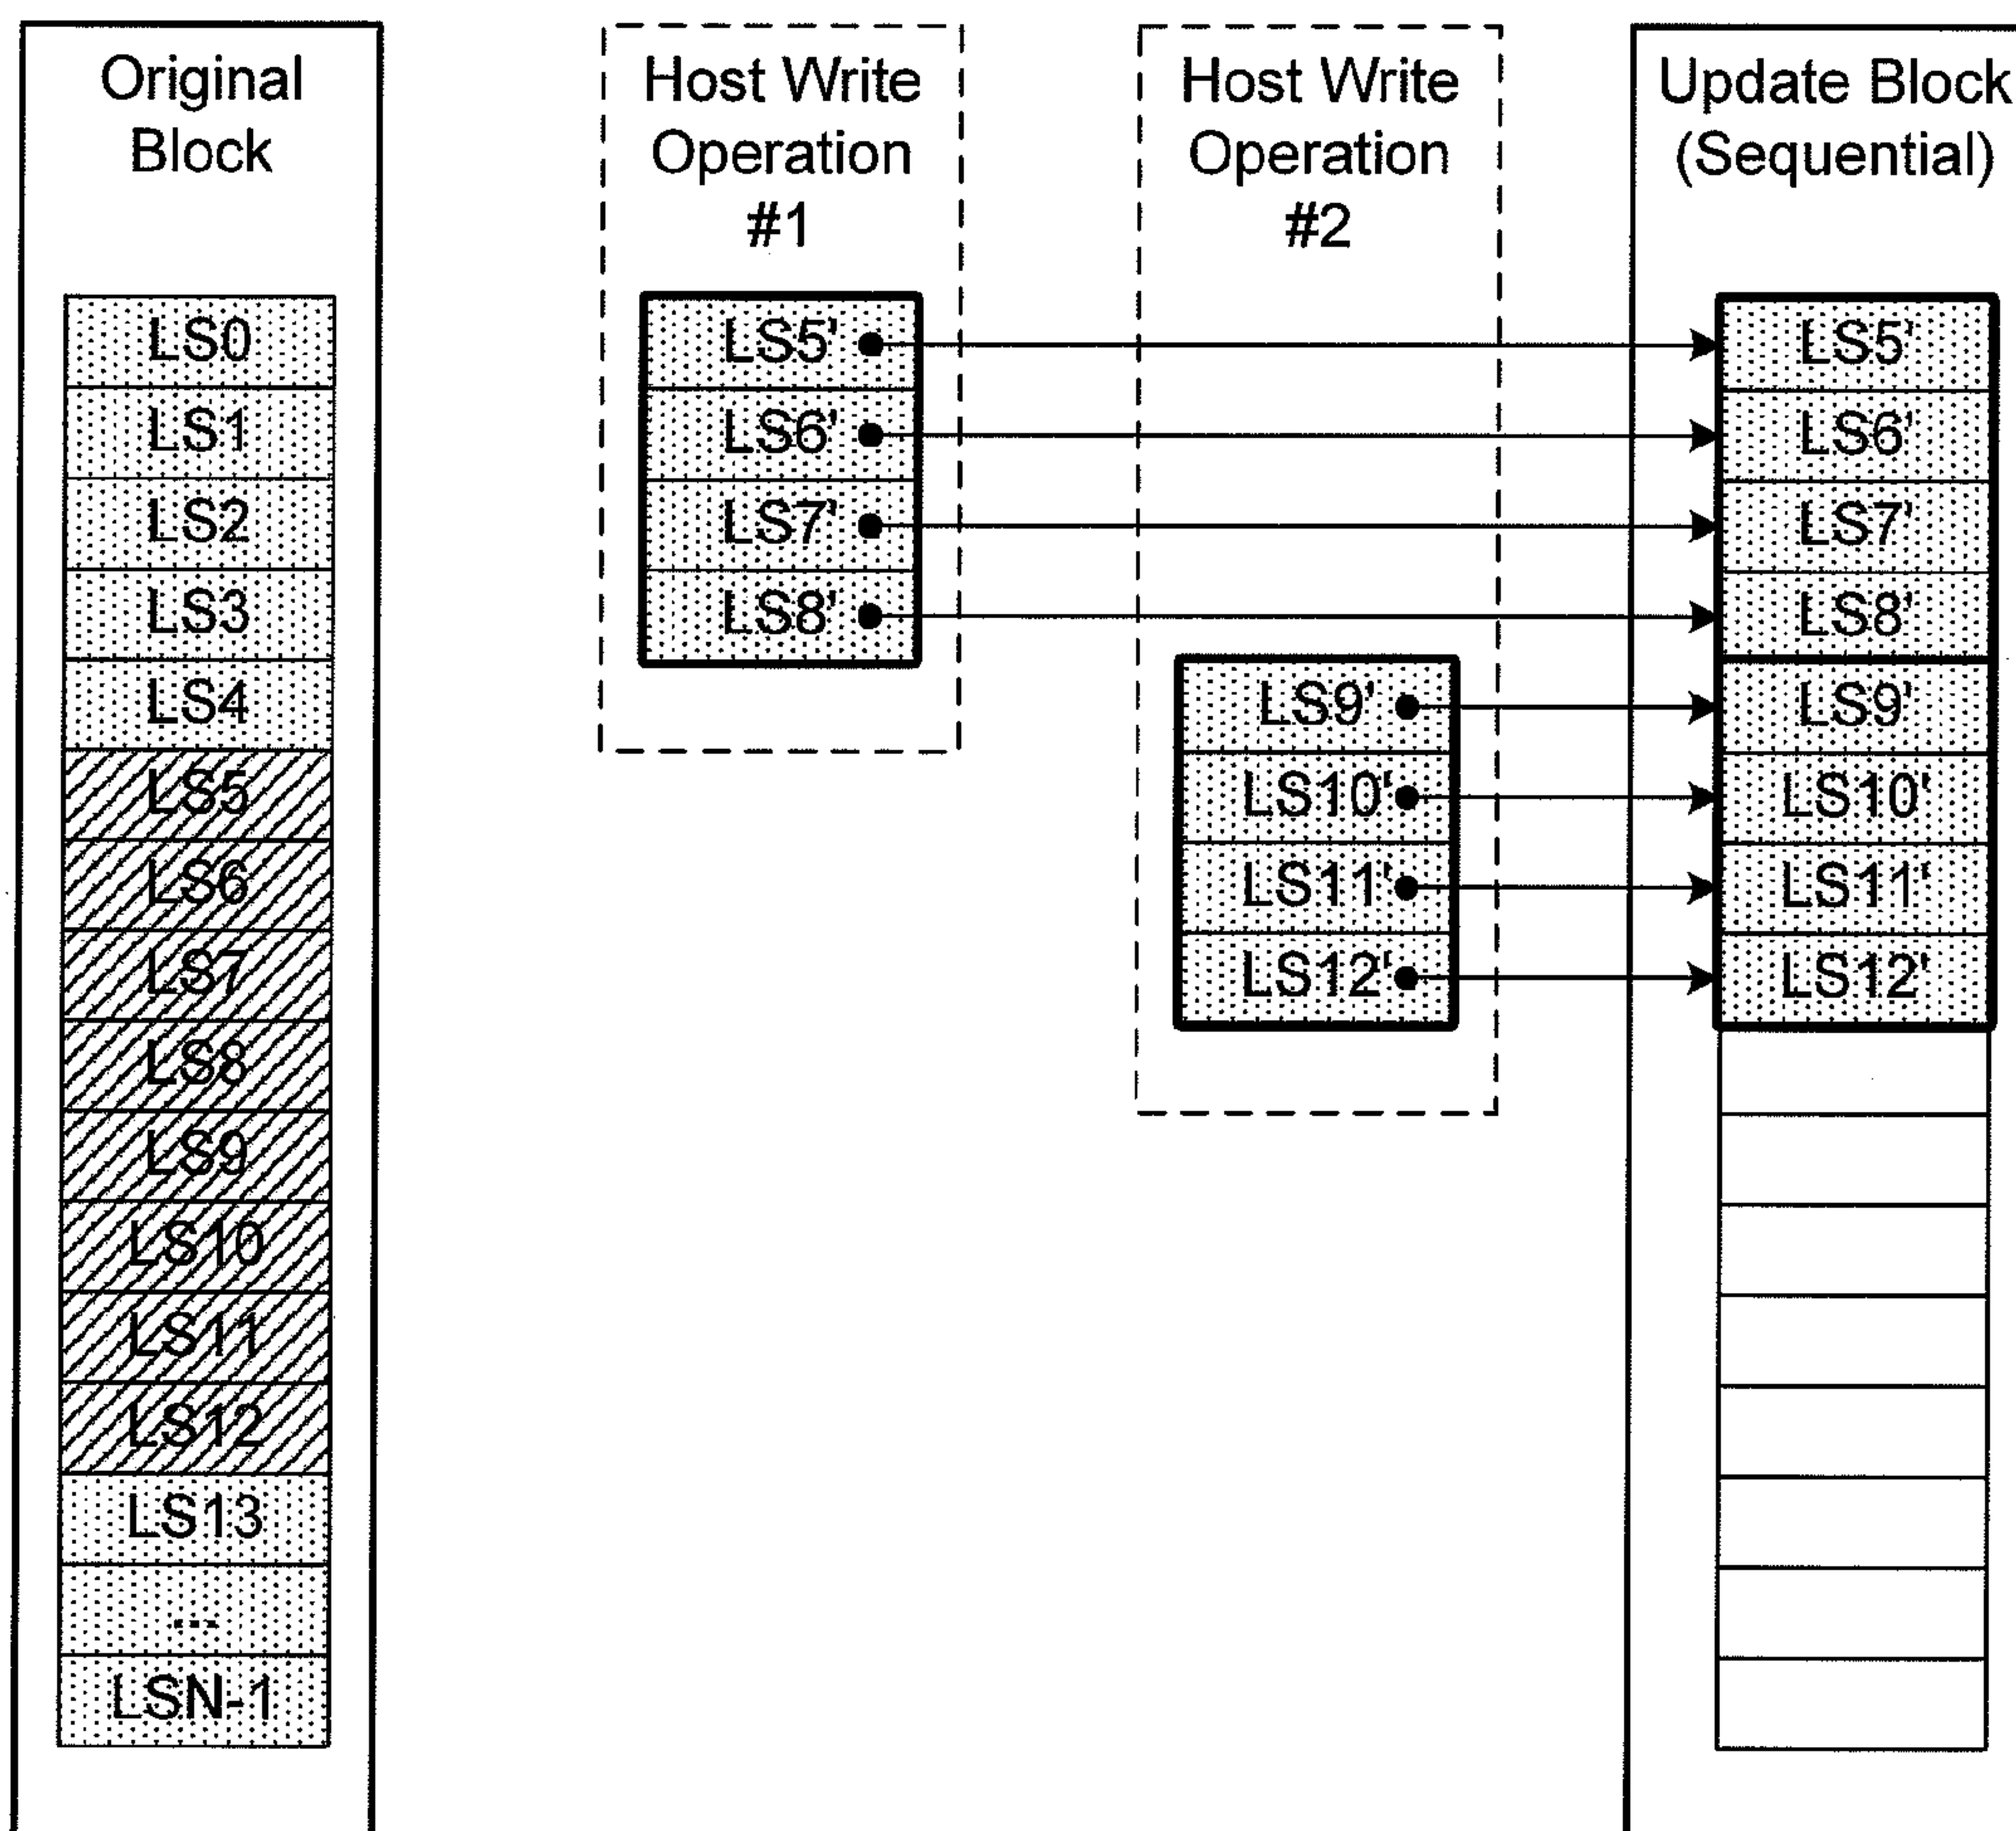 Original
Block
LS0
LS1
LS2
LS3
LS4
LS5
LS6
LS7
LS8
LS9
LS10
LS11
LS12
LS13
...
LSN-1
Host Write
Operation
#1
LS5'
LS6'
LS7'
LS8'
Host Write
Operation
#2
LS9'
LS10'
LS11'
LS12'
Update Block
(Sequential)
LS5'
LS6'
LS7'
LS8'
LS9'
LS10'
LS11'
LS12'